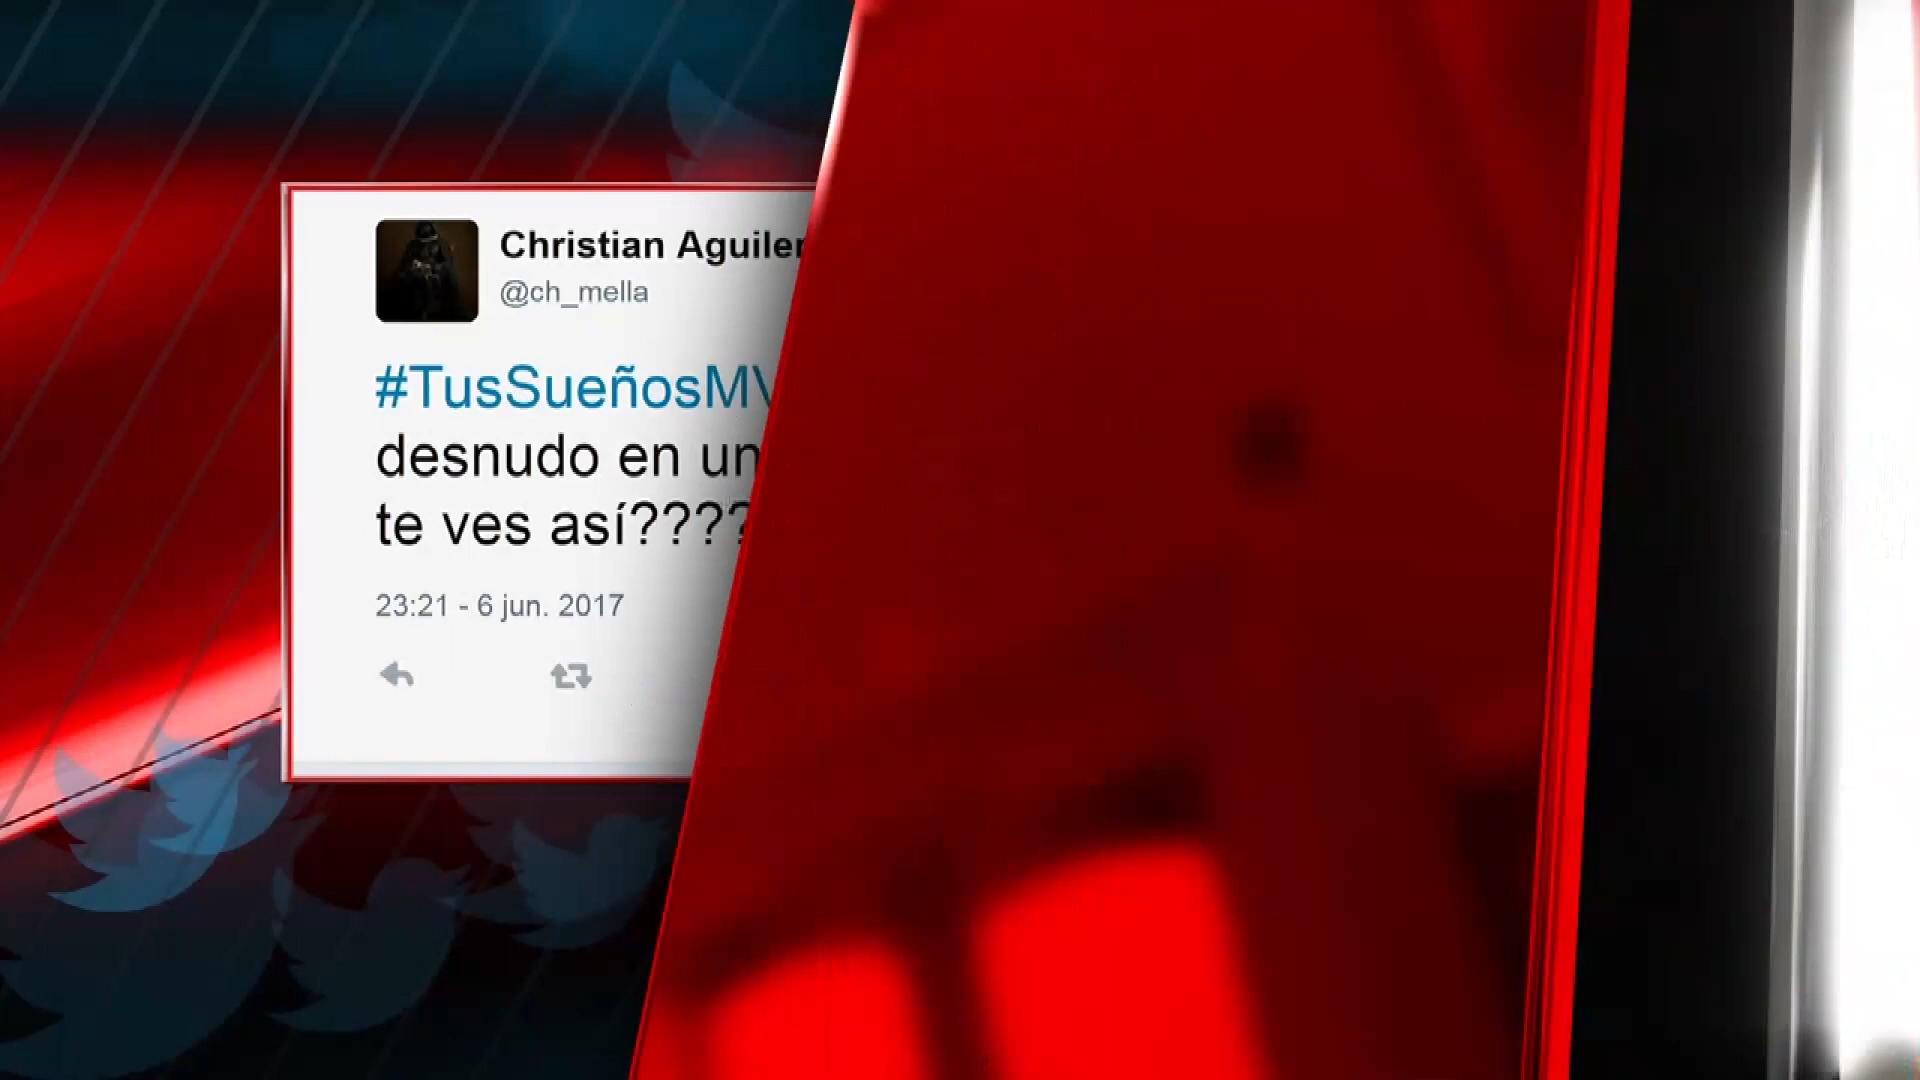 Christian Aguiler
@ch_mella
#TusSueñosMV
desnudo en un
te ves así????
23:21 - 6 jun. 2017